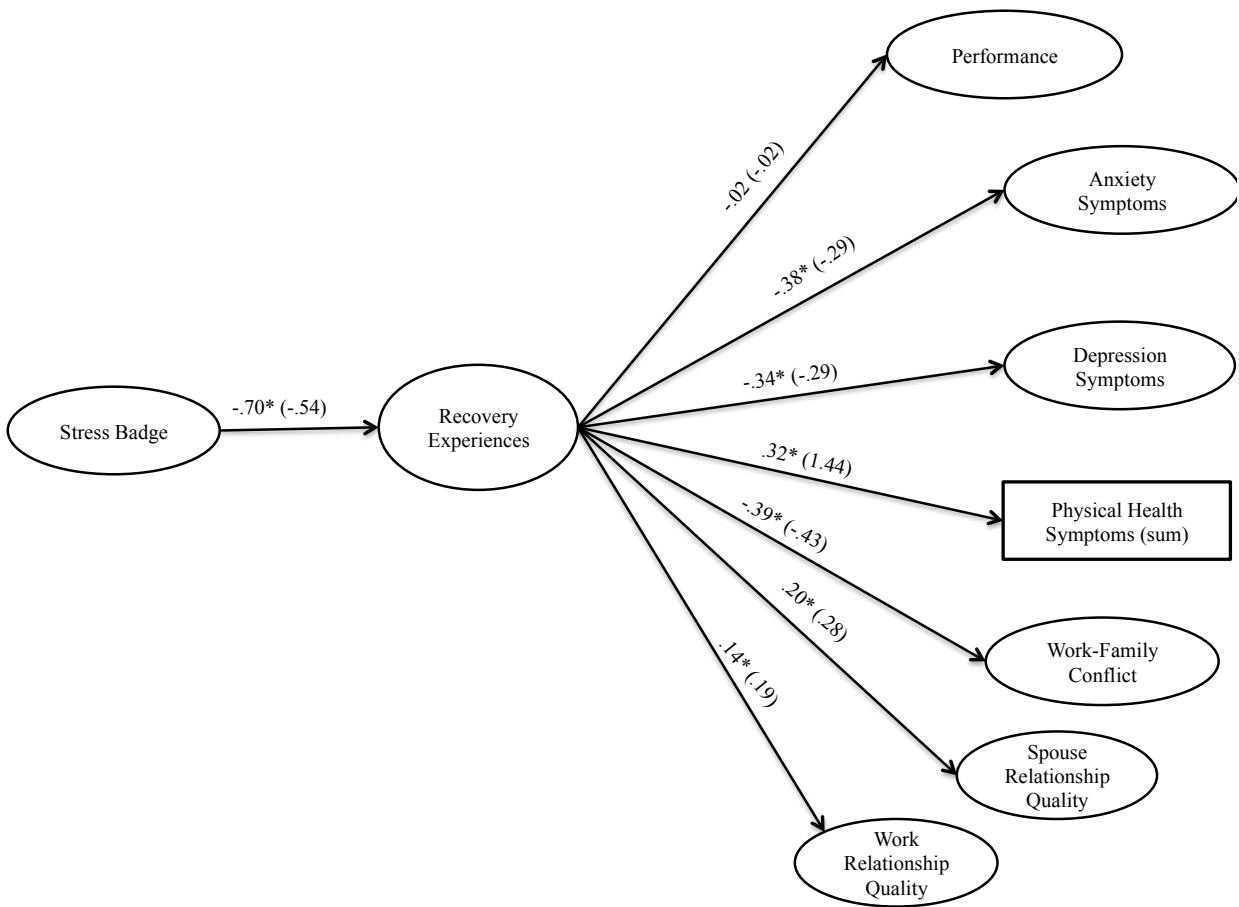 Performance
-.02 (-.02)
Anxiety
Symptoms
-.38* (-.29)
Depression
Symptoms
-.34* (-.29)
Stress Badge
-.70* (-.54)
Recovery
Experiences
.32* (1.44)
Physical Health
Symptoms (sum)
-.39* (-.43)
Work-Family
Conflict
.20* (.28)
Spouse
Relationship
Quality
.14* (.19)
Work
Relationship
Quality